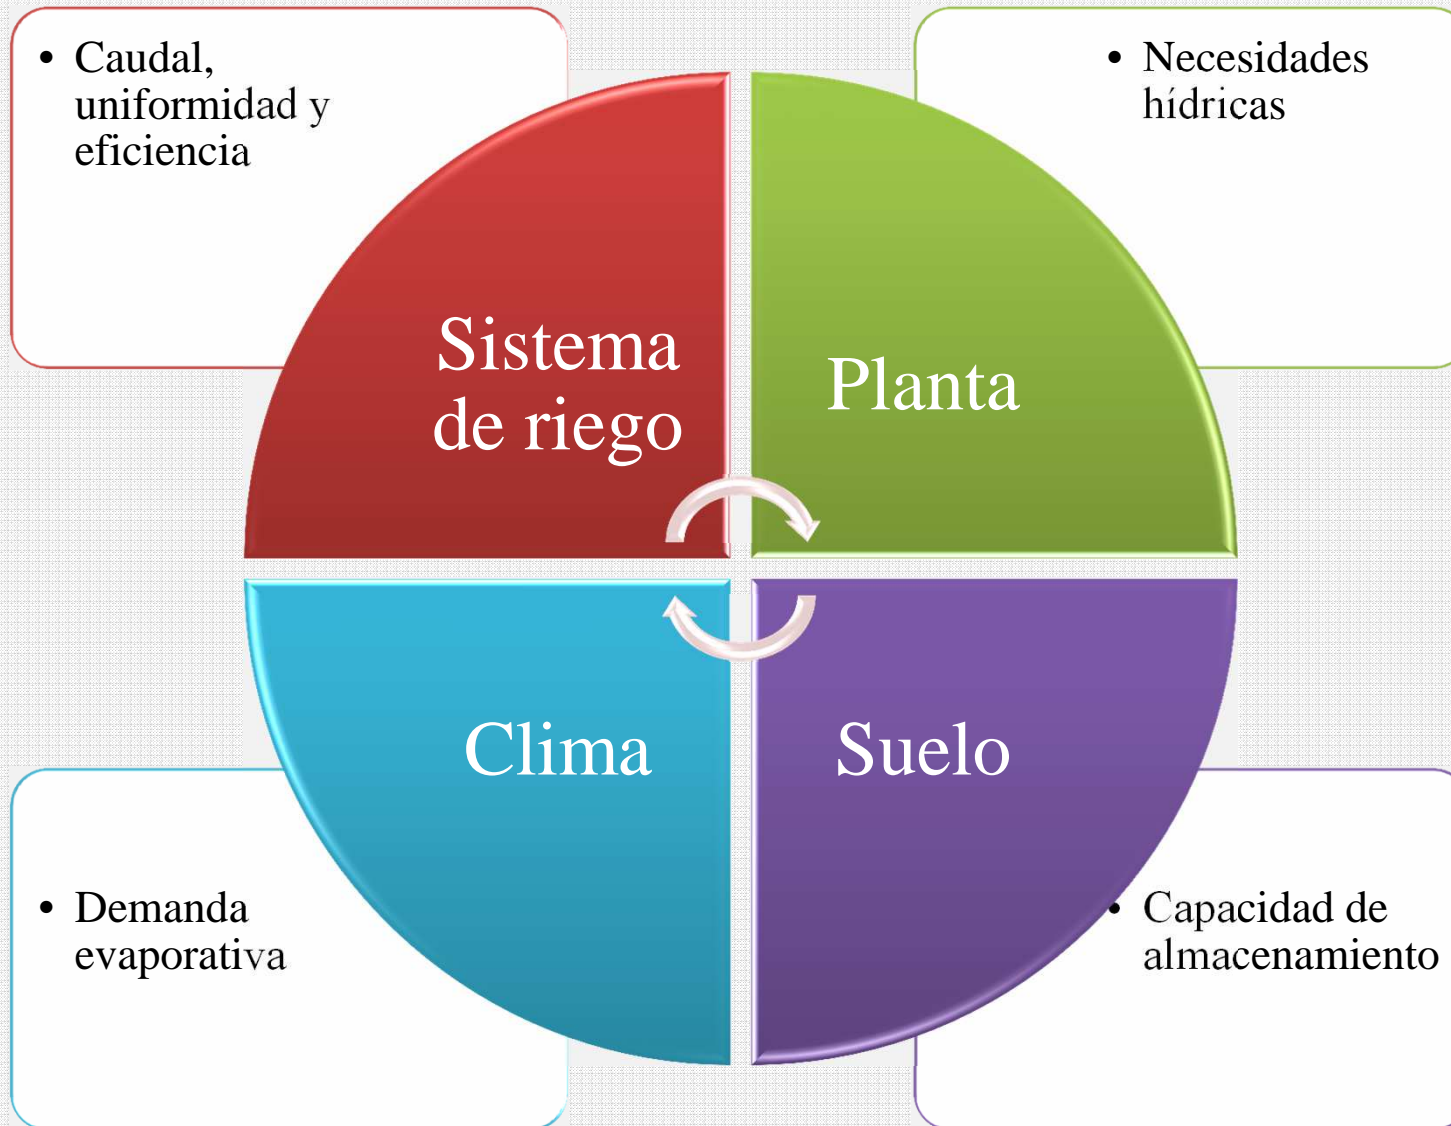 • Caudal,
uniformidad y
eficiencia
• Necesidades
hídricas
Sistema
de riego
Planta
Clima
Suelo
• Demanda
evaporativa
• Capacidad de
almacenamiento